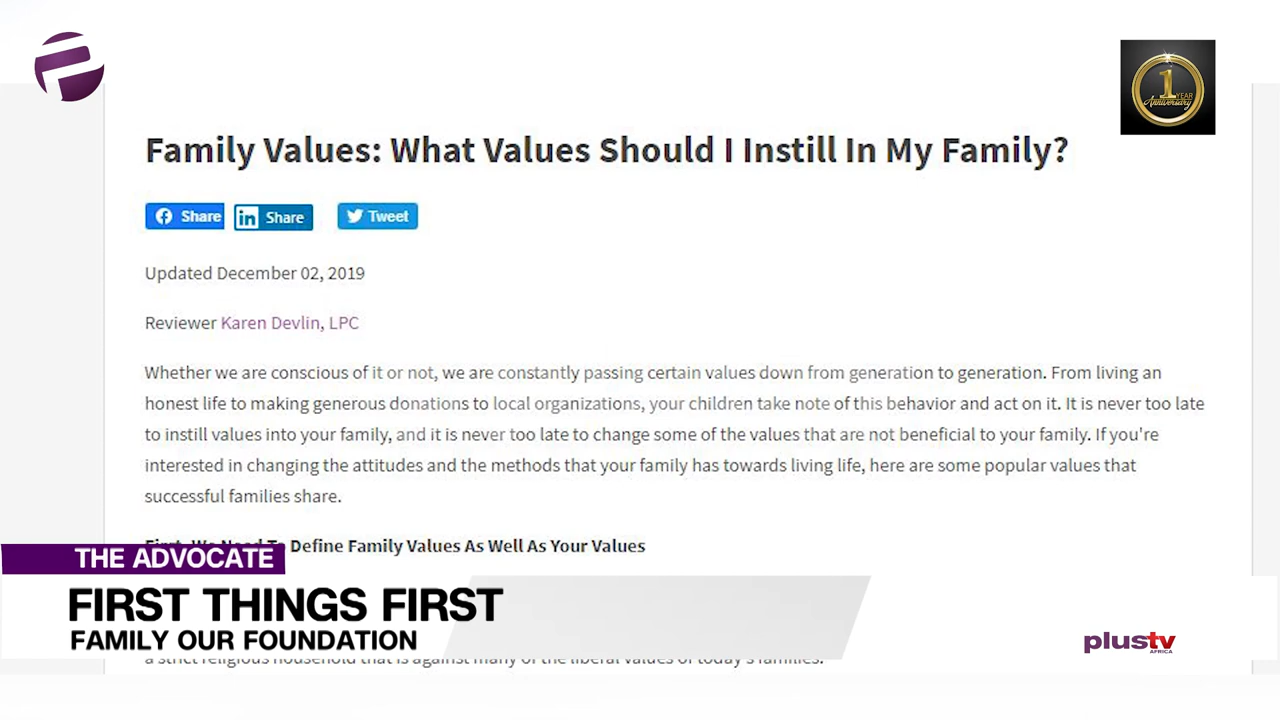 1 YEAR
Anniversary
Family Values: What Values Should I Instill In My Family?
Share
Share
Tweet
Updated December 02, 2019
Reviewer Karen Devlin, LPC
Whether we are conscious of it or not, we are constantly passing certain values down from generation to generation. From living an
honest life to making generous donations to local organizations, your children take note of this behavior and act on it. It is never too late
to instill values into your family, and it is never too late to change some of the values that are not beneficial to your family. If you're
interested in changing the attitudes and the methods that your family has towards living life, here are some popular values that
successful families share.
First, We Need To Define Family Values As Well As Your Values
THE ADVOCATE
FIRST THINGS FIRST
FAMILY OUR FOUNDATION
plustv
AFRICA
a strict religious household that is against many of the liberal values of today's families.